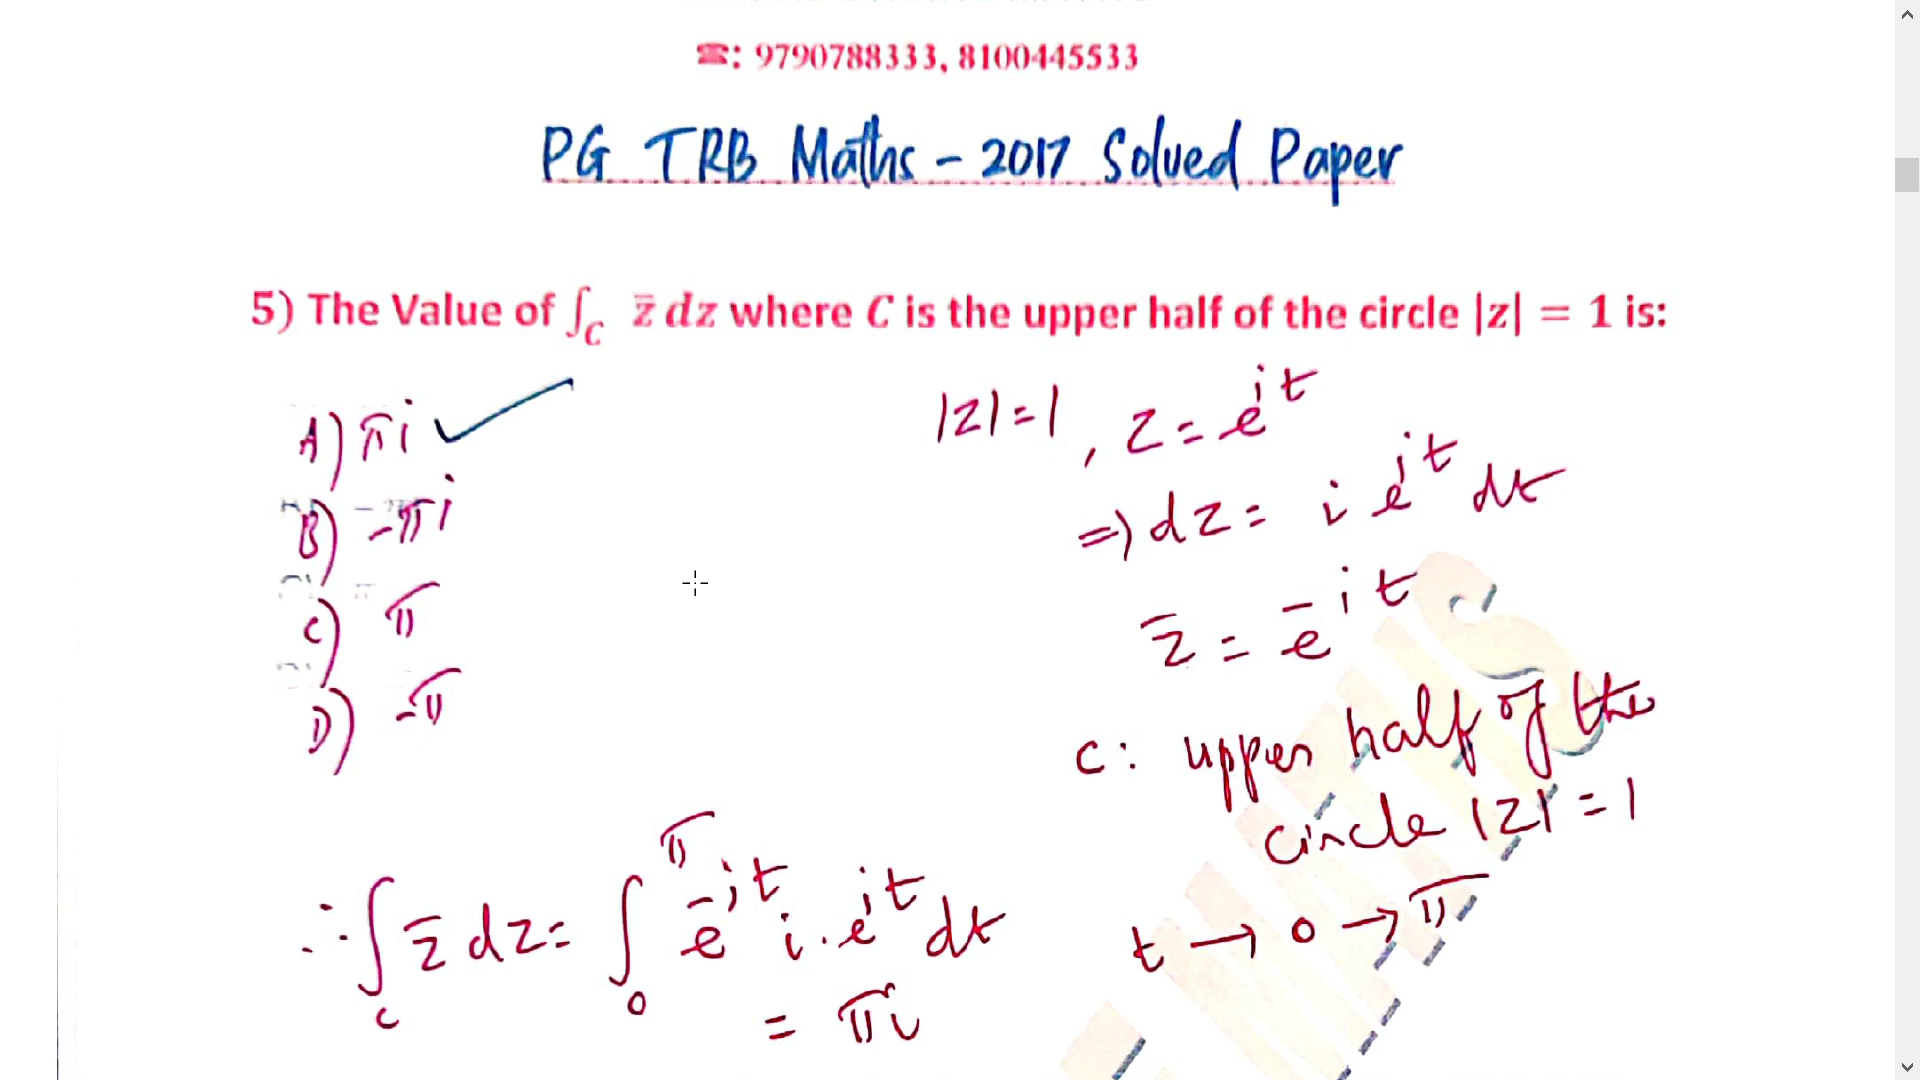 ☎: 9790788333, 8100445533
PG TRB Maths - 2017 Solved Paper
5) The Value of ∫_C z̄ dz where C is the upper half of the circle |z| = 1 is:
A) πi ✓
B) -πi
C) π
D) -π
|z|=1, z = e^{it}
⇒ dz = i e^{it} dt
z̄ = e^{-it}
C: upper half of the
circle |z| = 1
t → 0 → π
∴ ∫_C z̄ dz = ∫_0^π e^{-it} i . e^{it} dt
= πi